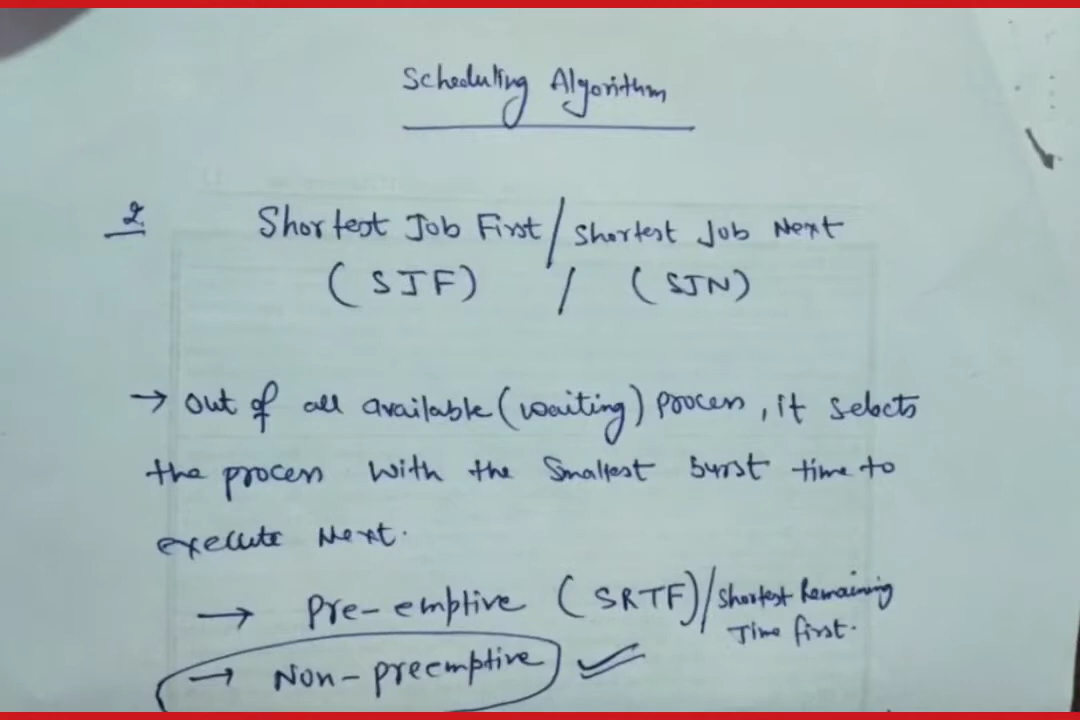 Scheduling Algorithm
2. Shortest Job First / Shortest Job Next
(SJF) / (SJN)
→ out of all available (waiting) process, it selects
the process with the smallest burst time to
execute Next.
→ Pre-emptive (SRTF) / Shortest Remaining
Time first.
→ Non-preemptive